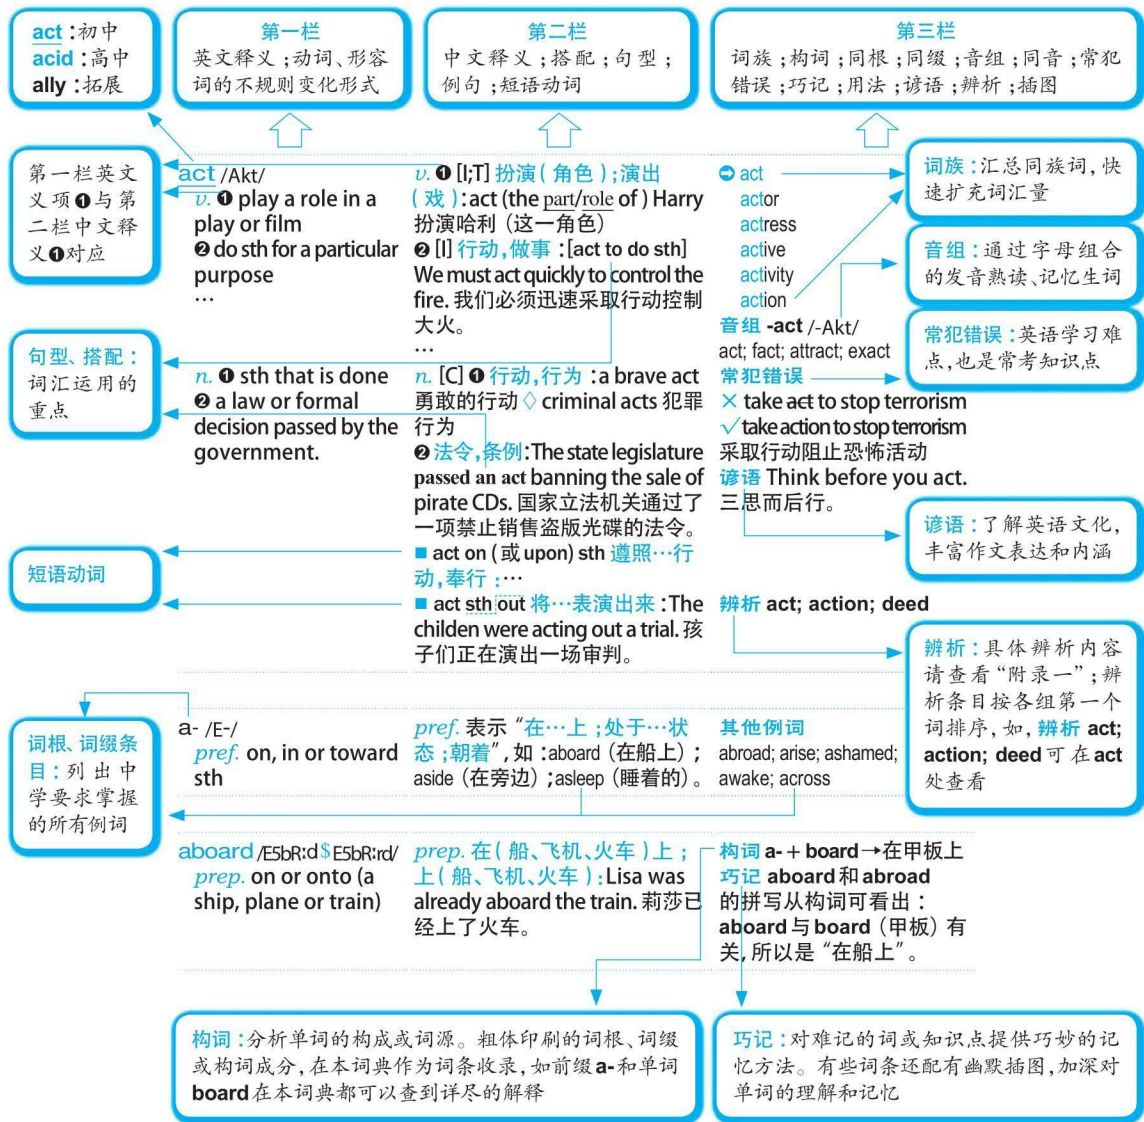 act：初中
acid：高中
ally：拓展
第一栏
英文释义；动词、形容
词的不规则变化形式
第二栏
中文释义；搭配；句型；
例句；短语动词
第三栏
词族；构词；同根；同缀；音组；同音；常犯
错误；巧记；用法；谚语；辨析；插图
第一栏英文
义项❶与第
二栏中文释
义❶对应
句型、搭配：
词汇运用的
重点
短语动词
词根、词缀条
目：列出中
学要求掌握
的所有例词
act /Akt/
v. ❶ play a role in a
play or film
❷ do sth for a particular
purpose
…
n. ❶ sth that is done
❷ a law or formal
decision passed by the
government.
v. ❶ [I;T] 扮演（角色）；演出
（戏）：act (the part/role of ) Harry
扮演哈利（这一角色）
❷ [I] 行动，做事：[act to do sth]
We must act quickly to control the
fire. 我们必须迅速采取行动控制
大火。
…
n. [C] ❶ 行动，行为：a brave act
勇敢的行动 ◇ criminal acts 犯罪
行为
❷ 法令，条例：The state legislature
passed an act banning the sale of
pirate CDs. 国家立法机关通过了
一项禁止销售盗版光碟的法令。
■ act on (或 upon) sth 遵照…行
动，奉行：…
■ act sth out 将…表演出来：The
childen were acting out a trial. 孩
子们正在演出一场审判。
➲ act
actor
actress
active
activity
action
音组 -act /-Akt/
act; fact; attract; exact
常犯错误
× take act to stop terrorism
√ take action to stop terrorism
采取行动阻止恐怖活动
谚语 Think before you act.
三思而后行。
辨析 act; action; deed
词族：汇总同族词，快
速扩充词汇量
音组：通过字母组合
的发音熟读、记忆生词
常犯错误：英语学习难
点，也是常考知识点
谚语：了解英语文化，
丰富作文表达和内涵
辨析：具体辨析内容
请查看“附录一”；辨
析条目按各组第一个
词排序，如，辨析 act;
action; deed 可在 act
处查看
a- /E-/
pref. on, in or toward
sth
pref. 表示“在…上；处于…状
态；朝着”，如：aboard（在船上）；
aside（在旁边）；asleep（睡着的）。
其他例词
abroad; arise; ashamed;
awake; across
aboard /E5bR:d $ E5bR:rd/
prep. on or onto (a
ship, plane or train)
prep. 在（船、飞机、火车）上；
上（船、飞机、火车）：Lisa was
already aboard the train. 莉莎已
经上了火车。
构词 a- + board→在甲板上
巧记 aboard 和 abroad
的拼写从构词可看出：
aboard 与 board（甲板）有
关，所以是“在船上”。
构词：分析单词的构成或词源。粗体印刷的词根、词缀
或构词成分，在本词典作为词条收录，如前缀 a- 和单词
board 在本词典都可以查到详尽的解释
巧记：对难记的词或知识点提供巧妙的记
忆方法。有些词条还配有幽默插图，加深对
单词的理解和记忆